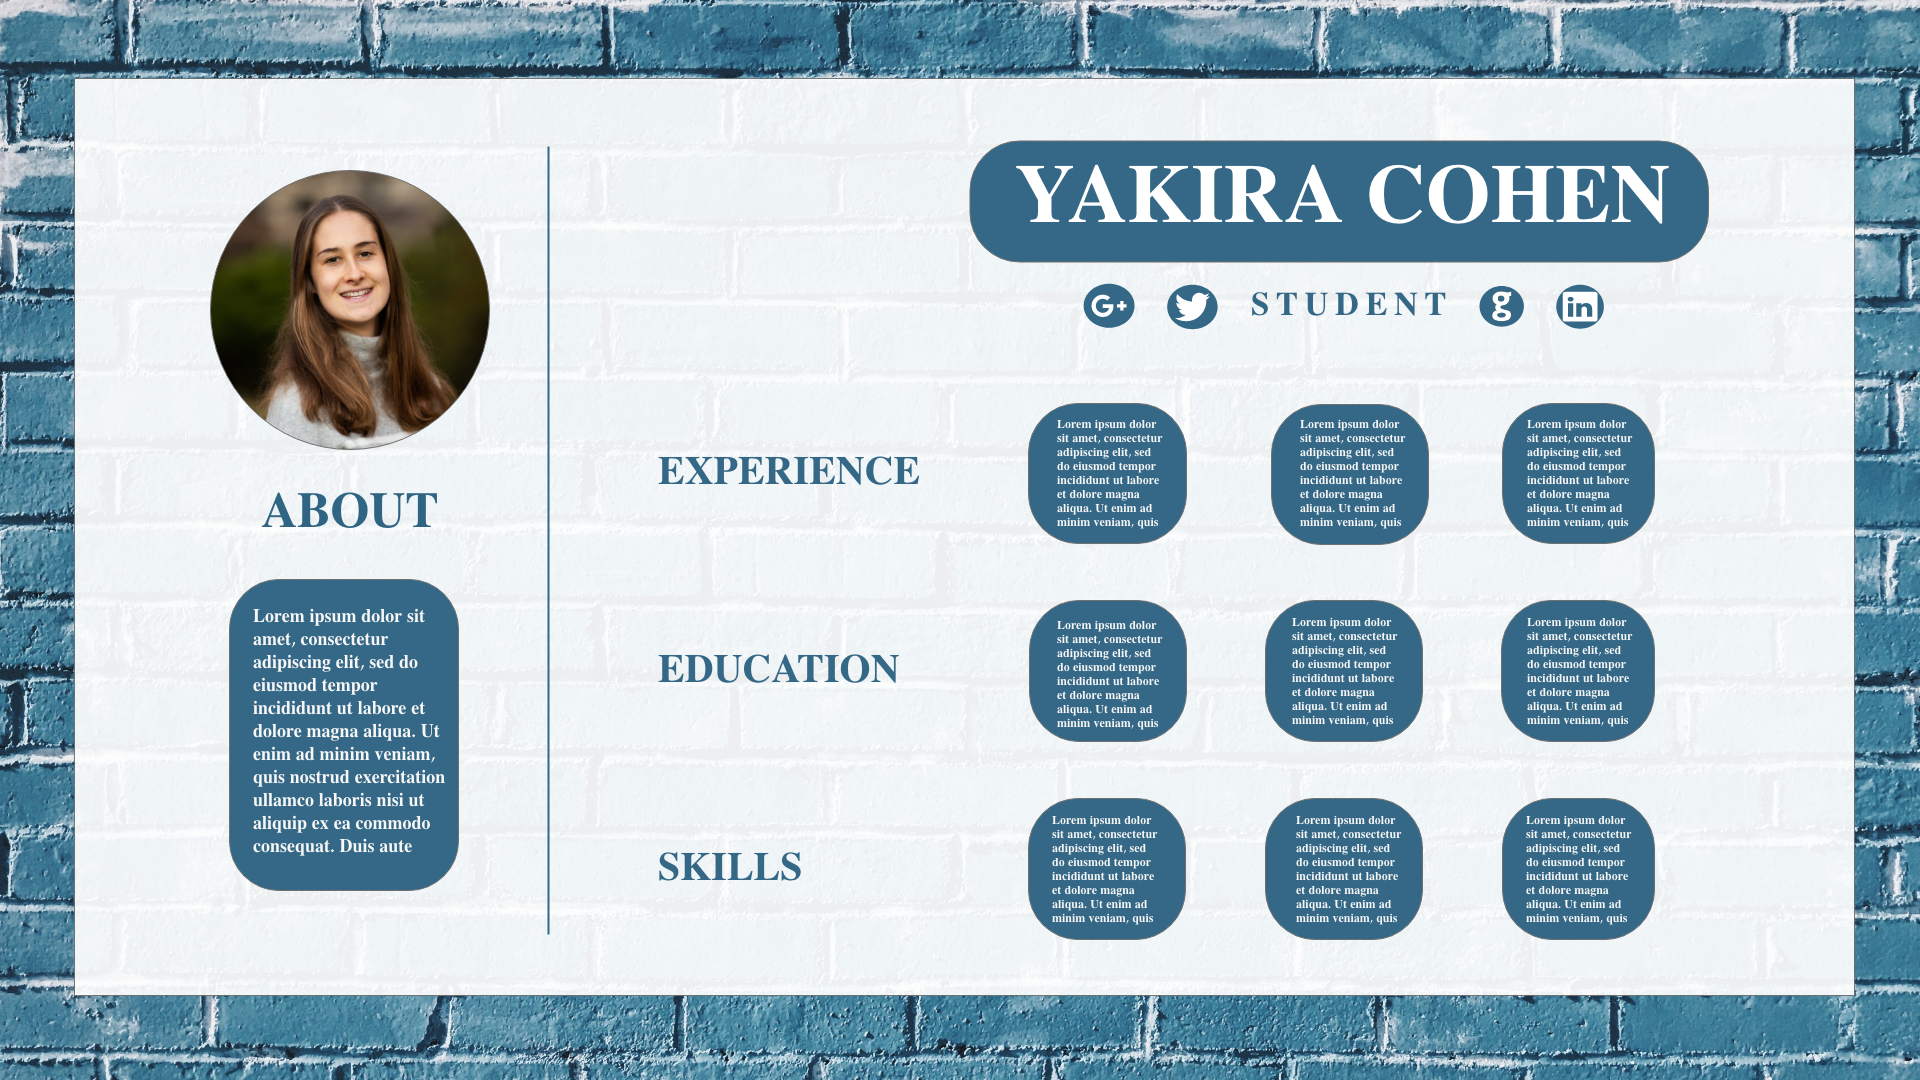 YAKIRA COHEN
STUDENT
ABOUT
Lorem ipsum dolor sit
amet, consectetur
adipiscing elit, sed do
eiusmod tempor
incididunt ut labore et
dolore magna aliqua. Ut
enim ad minim veniam,
quis nostrud exercitation
ullamco laboris nisi ut
aliquip ex ea commodo
consequat. Duis aute
EXPERIENCE
Lorem ipsum dolor
sit amet, consectetur
adipiscing elit, sed
do eiusmod tempor
incididunt ut labore
et dolore magna
aliqua. Ut enim ad
minim veniam, quis
Lorem ipsum dolor
sit amet, consectetur
adipiscing elit, sed
do eiusmod tempor
incididunt ut labore
et dolore magna
aliqua. Ut enim ad
minim veniam, quis
Lorem ipsum dolor
sit amet, consectetur
adipiscing elit, sed
do eiusmod tempor
incididunt ut labore
et dolore magna
aliqua. Ut enim ad
minim veniam, quis
EDUCATION
Lorem ipsum dolor
sit amet, consectetur
adipiscing elit, sed
do eiusmod tempor
incididunt ut labore
et dolore magna
aliqua. Ut enim ad
minim veniam, quis
Lorem ipsum dolor
sit amet, consectetur
adipiscing elit, sed
do eiusmod tempor
incididunt ut labore
et dolore magna
aliqua. Ut enim ad
minim veniam, quis
Lorem ipsum dolor
sit amet, consectetur
adipiscing elit, sed
do eiusmod tempor
incididunt ut labore
et dolore magna
aliqua. Ut enim ad
minim veniam, quis
SKILLS
Lorem ipsum dolor
sit amet, consectetur
adipiscing elit, sed
do eiusmod tempor
incididunt ut labore
et dolore magna
aliqua. Ut enim ad
minim veniam, quis
Lorem ipsum dolor
sit amet, consectetur
adipiscing elit, sed
do eiusmod tempor
incididunt ut labore
et dolore magna
aliqua. Ut enim ad
minim veniam, quis
Lorem ipsum dolor
sit amet, consectetur
adipiscing elit, sed
do eiusmod tempor
incididunt ut labore
et dolore magna
aliqua. Ut enim ad
minim veniam, quis